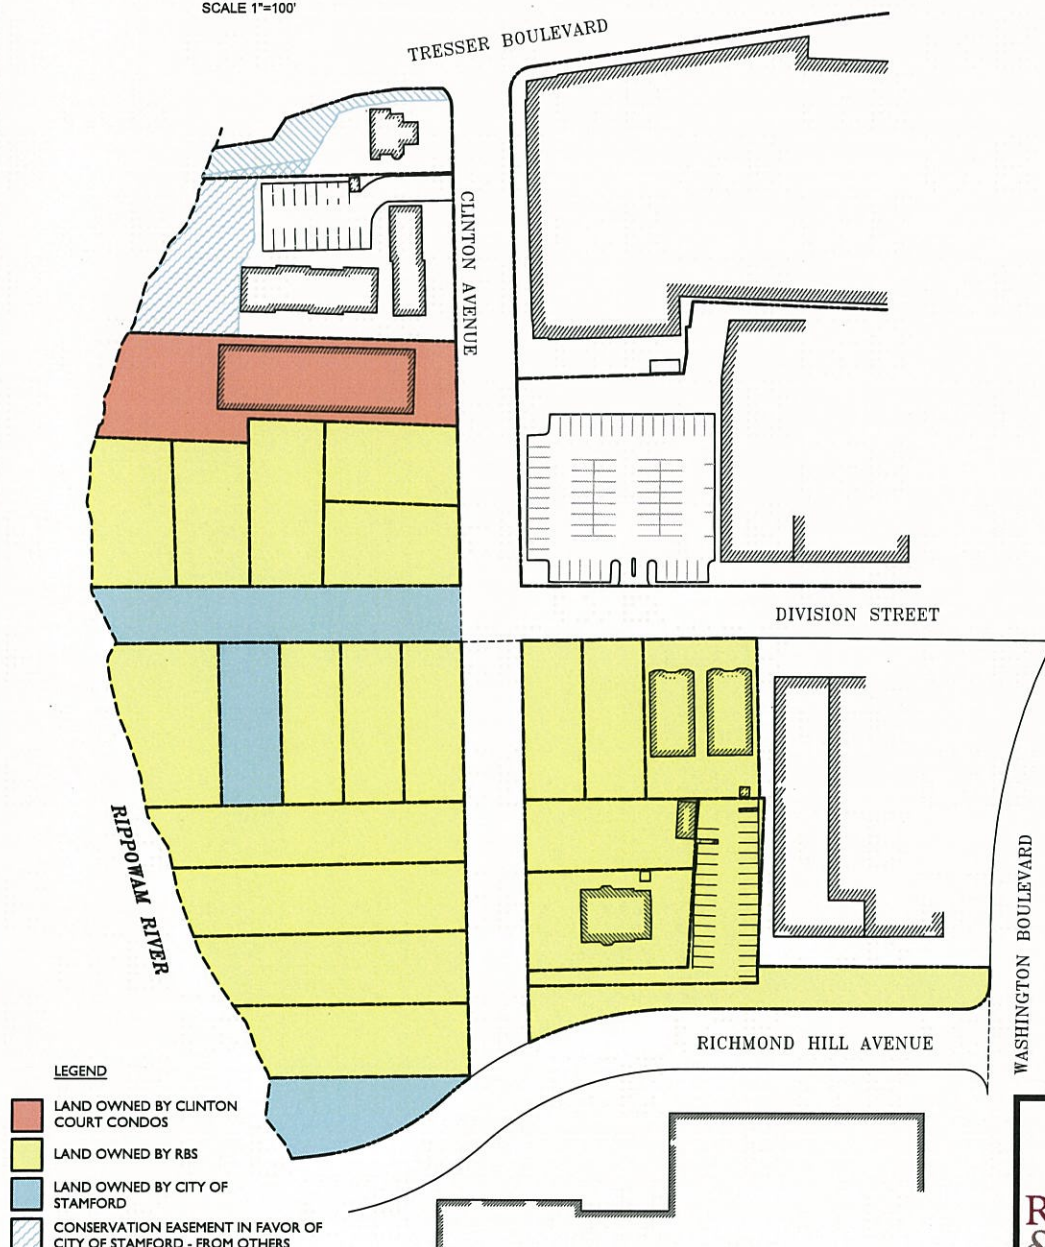 SCALE 1"=100'
TRESSER BOULEVARD
CLINTON AVENUE
DIVISION STREET
RIPPOWAM RIVER
WASHINGTON BOULEVARD
RICHMOND HILL AVENUE
LEGEND
LAND OWNED BY CLINTON
COURT CONDOS
LAND OWNED BY RBS
LAND OWNED BY CITY OF
STAMFORD
CONSERVATION EASEMENT IN FAVOR OF
CITY OF STAMFORD - FROM OTHERS
R
&